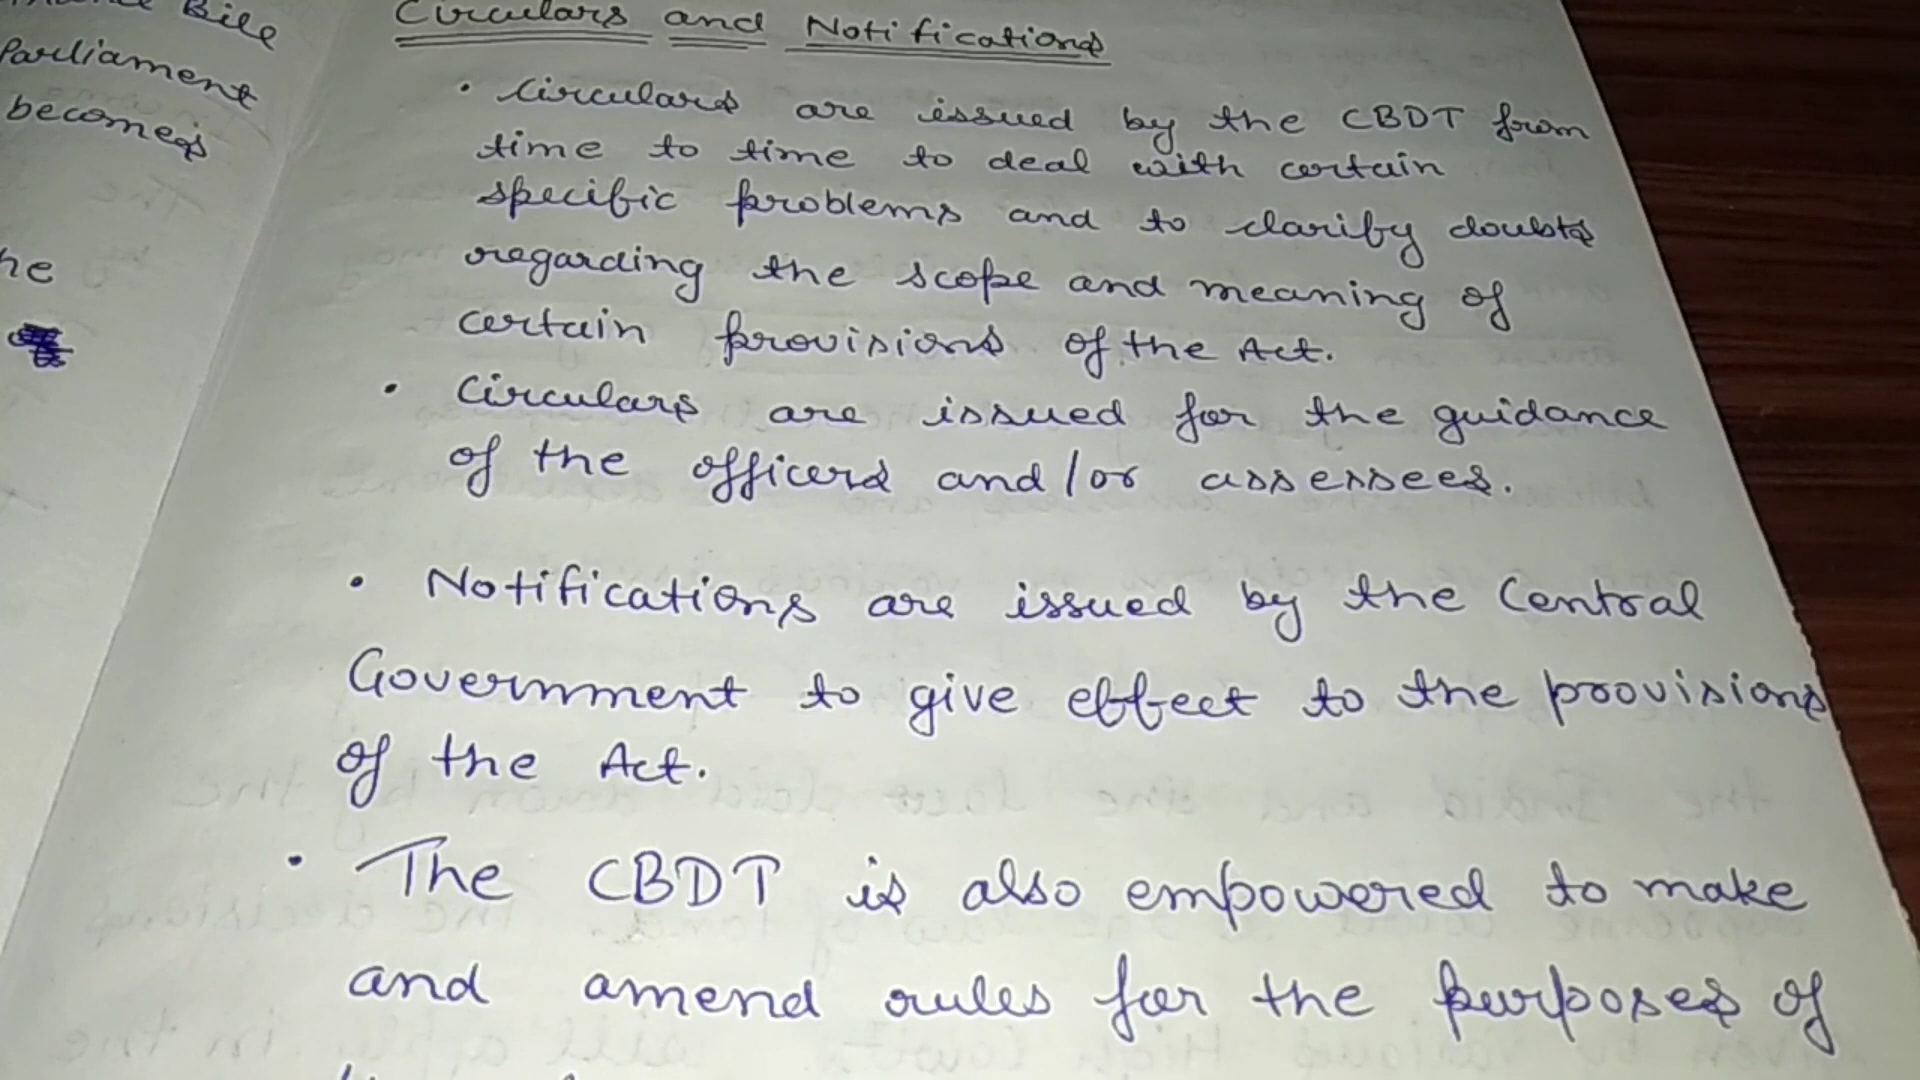 Bill
Parliament
becomes
he
Circulars and Notifications
• Circulars are issued by the CBDT from
time to time to deal with certain
specific problems and to clarify doubts
regarding the scope and meaning of
certain provisions of the Act.
• Circulars are issued for the guidance
of the officers and/or assessees.
• Notifications are issued by the Central
Government to give effect to the provisions
of the Act.
• The CBDT is also empowered to make
and amend rules for the purposes of